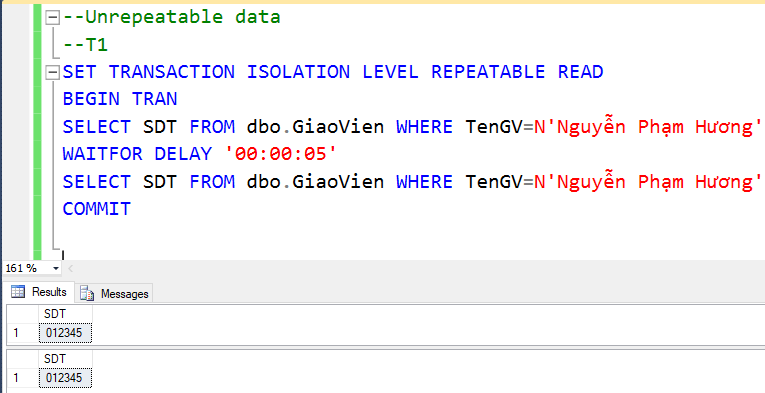 --Unrepeatable data
--T1
SET TRANSACTION ISOLATION LEVEL REPEATABLE READ
BEGIN TRAN
SELECT SDT FROM dbo.GiaoVien WHERE TenGV=N'Nguyễn Phạm Hương'
WAITFOR DELAY '00:00:05'
SELECT SDT FROM dbo.GiaoVien WHERE TenGV=N'Nguyễn Phạm Hương'
COMMIT
161 %
Results Messages
SDT
1 012345
SDT
1 012345